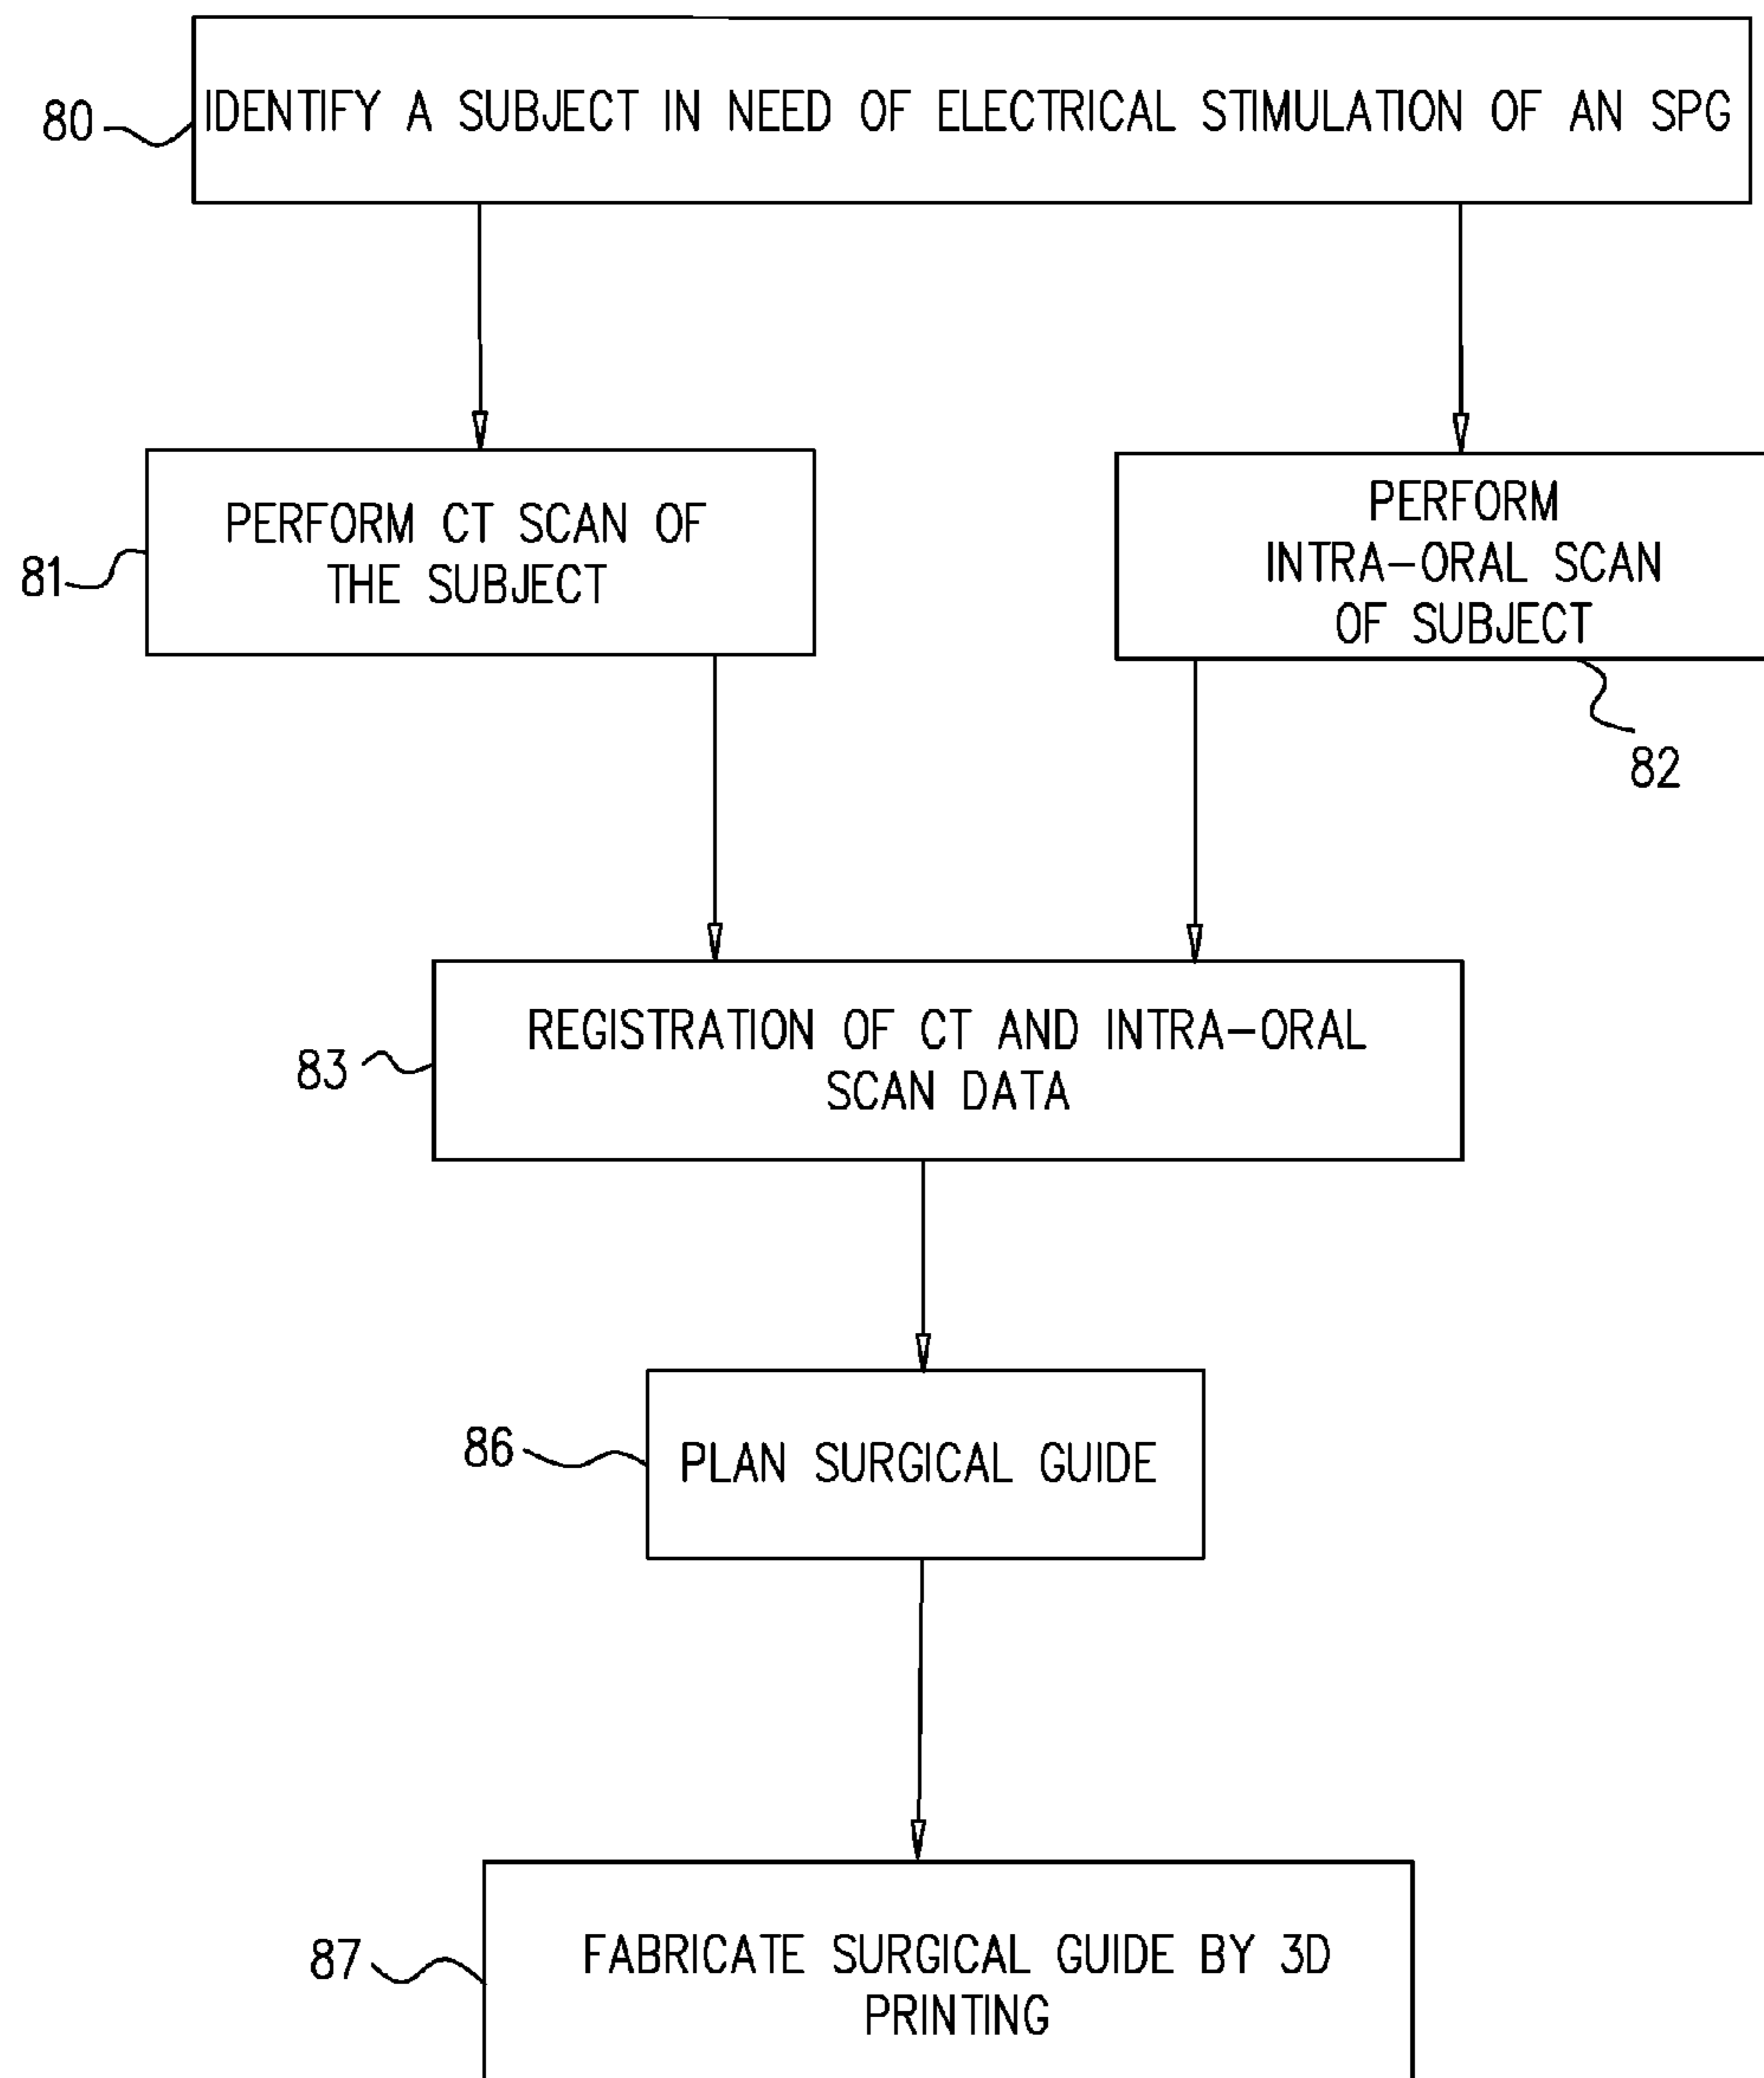 80
IDENTIFY A SUBJECT IN NEED OF ELECTRICAL STIMULATION OF AN SPG
81
PERFORM CT SCAN OF
THE SUBJECT
PERFORM
INTRA-ORAL SCAN
OF SUBJECT
82
83
REGISTRATION OF CT AND INTRA-ORAL
SCAN DATA
86
PLAN SURGICAL GUIDE
87
FABRICATE SURGICAL GUIDE BY 3D
PRINTING